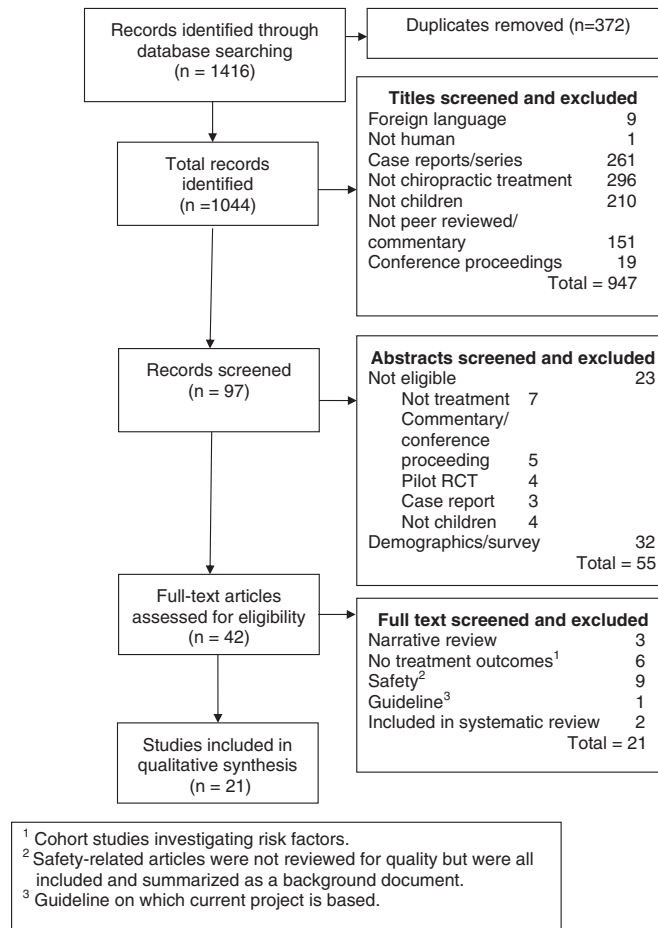 Records identified through
database searching
(n = 1416)
Duplicates removed (n=372)
Total records
identified
(n =1044)
Titles screened and excluded
Foreign language 9
Not human 1
Case reports/series 261
Not chiropractic treatment 296
Not children 210
Not peer reviewed/
commentary 151
Conference proceedings 19
Total = 947
Records screened
(n = 97)
Abstracts screened and excluded
Not eligible 23
Not treatment 7
Commentary/
conference
proceeding 5
Pilot RCT 4
Case report 3
Not children 4
Demographics/survey 32
Total = 55
Full-text articles
assessed for eligibility
(n = 42)
Full text screened and excluded
Narrative review 3
No treatment outcomes¹ 6
Safety² 9
Guideline³ 1
Included in systematic review 2
Total = 21
Studies included in
qualitative synthesis
(n = 21)
¹ Cohort studies investigating risk factors.
² Safety-related articles were not reviewed for quality but were all
included and summarized as a background document.
³ Guideline on which current project is based.